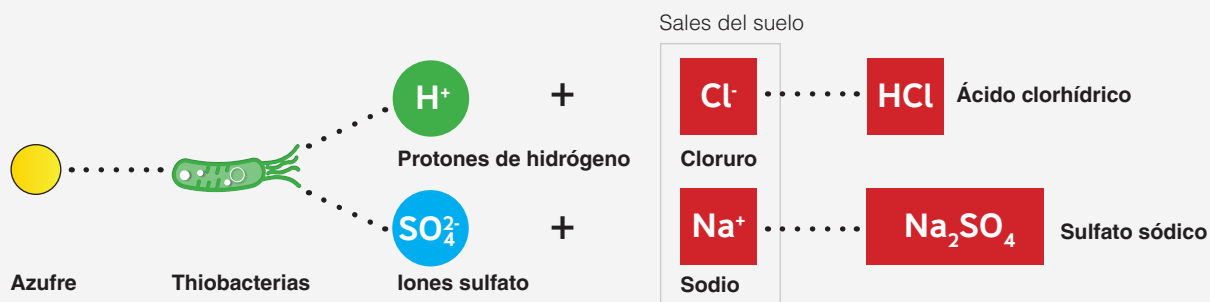 Sales del suelo
H⁺ + Cl⁻ HCl Ácido clorhídrico
Protones de hidrógeno Cloruro
SO₄²⁻ + Na⁺ Na₂SO₄ Sulfato sódico
Azufre Thiobacterias Iones sulfato Sodio